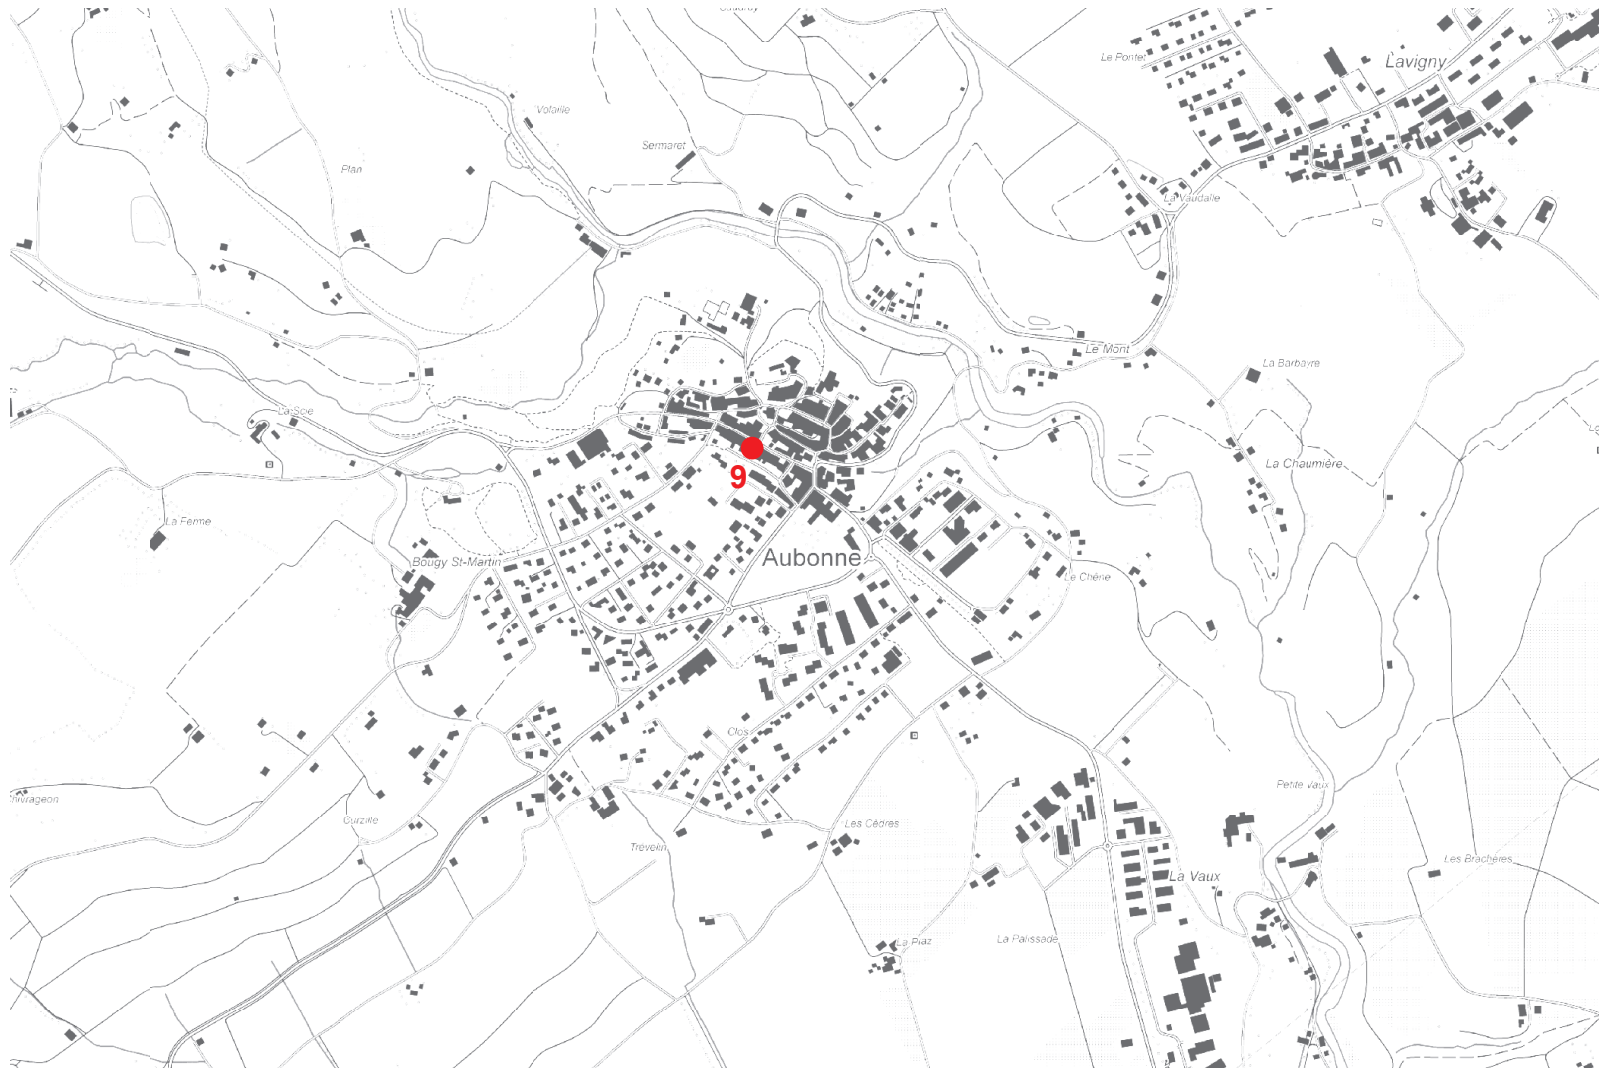 Le Pontet
Lavigny
Volaille
Sermaret
Plan
La Vaudalle
Le Mont
La Barbavre
La Scie
La Chaumière
9
La Ferme
Aubonne
Bougy St-Martin
Le Chêne
Clos
Petite Vaux
Curzille
Les Cèdres
Trevelin
Les Brachères
La Vaux
La Piaz
La Palissade